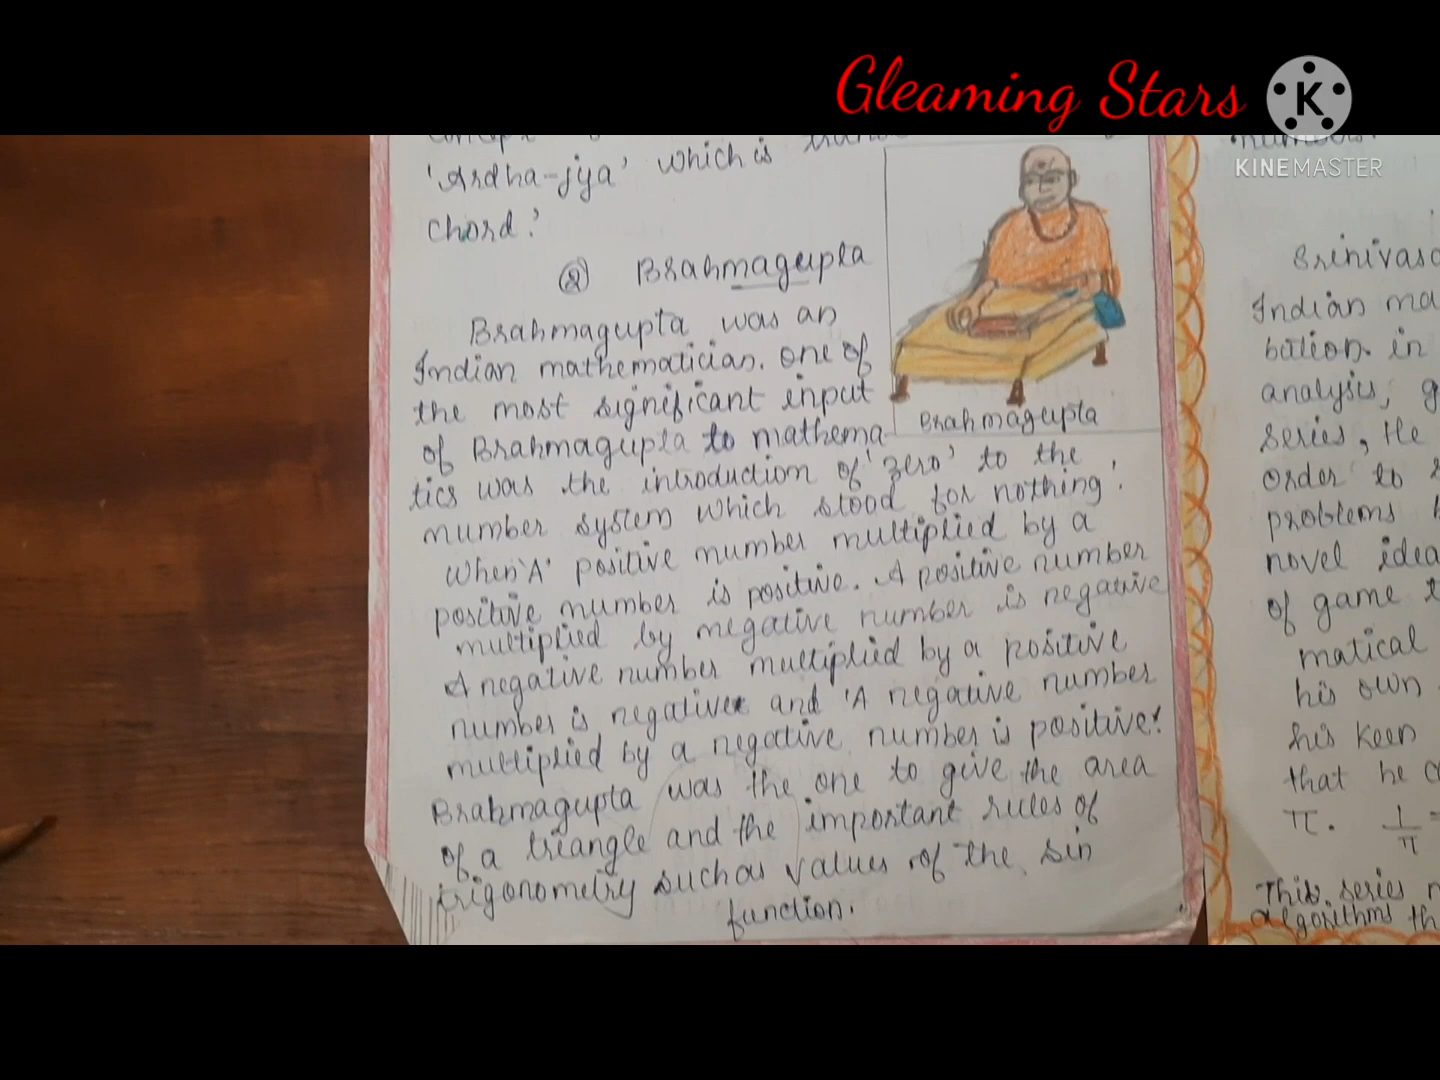 Gleaming Stars
K
KINEMASTER
'Ardha-jya' which is
chord.'
② Brahmagupta
Brahmagupta was an
Indian mathematician. one of
the most significant input
of Brahmagupta to mathema-
tics was the introduction of 'zero' to the
number system which stood for nothing'.
When 'A' positive number multiplied by a
positive number is positive. A positive number
multiplied by negative number is negative
A negative number multiplied by a positive
number is negative and 'A negative number
multiplied by a negative number is positive'.
Brahmagupta was the one to give the area
of a triangle and the important rules of
trigonometry such as values of the sin
function.
Brahmagupta
numbers.
Srinivasa
Indian ma
bution in
analysis,
series, He
order to
problems
novel idea
of game t
matical
his own
his keen
that he c
π. 1/π =
This series
algorithms th